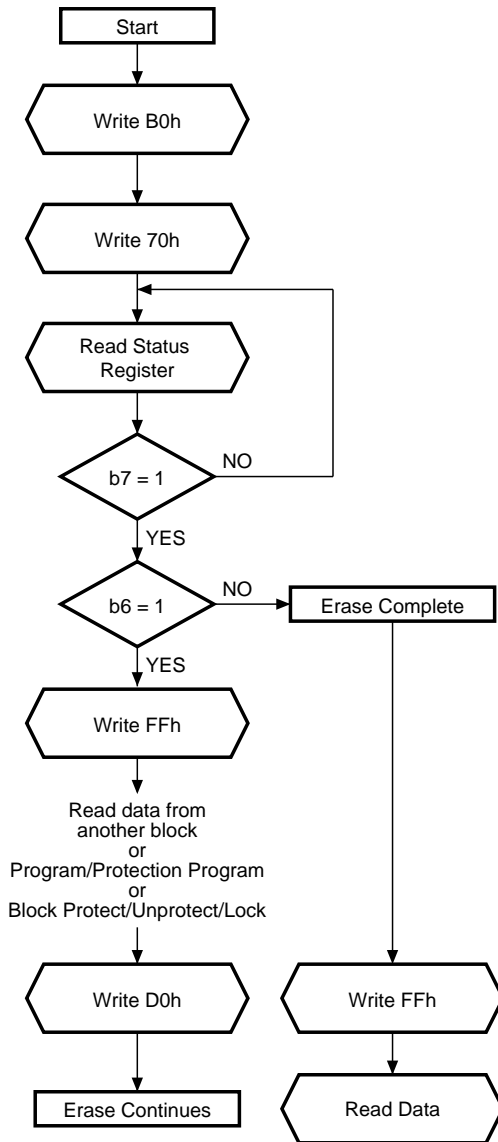 Start
Write B0h
Write 70h
Read Status
Register
b7 = 1
NO
YES
b6 = 1
NO
Erase Complete
YES
Write FFh
Read data from
another block
or
Program/Protection Program
or
Block Protect/Unprotect/Lock
Write D0h
Write FFh
Erase Continues
Read Data